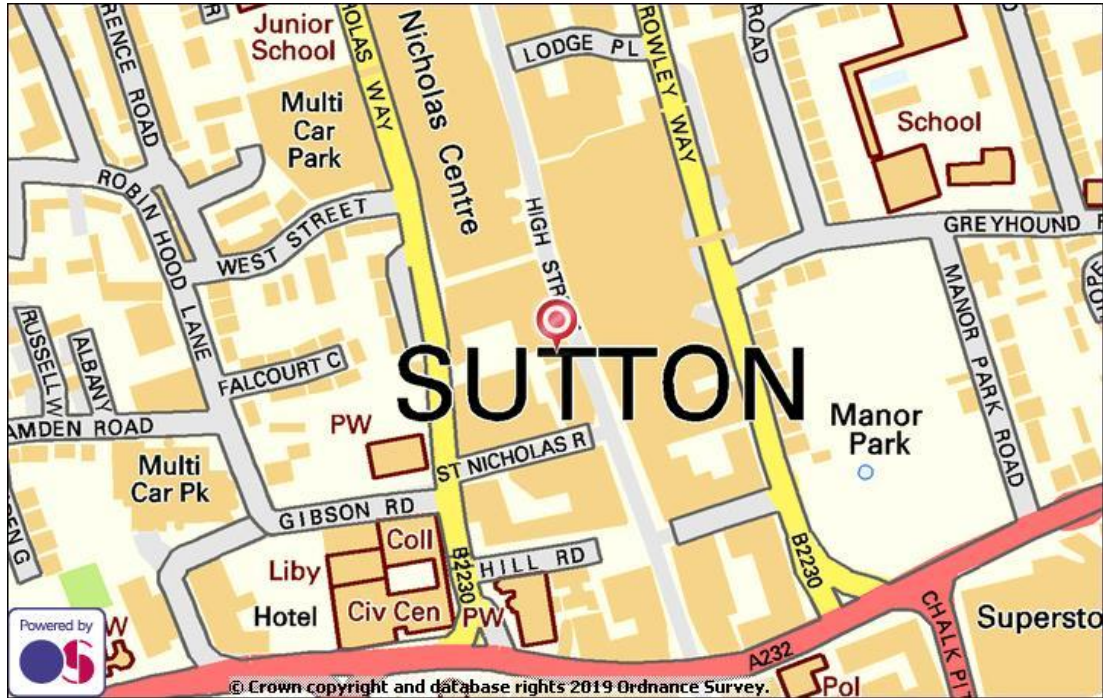 Junior
School
HOLAS WAY
Nicholas Centre
LODGE PL
ROWLEY WAY
ROAD
RENCE ROAD
Multi
Car
Park
School
ROBIN HOOD LANE
WEST STREET
HIGH STR
GREYHOUND R
MANOR PARK ROAD
RUSSELL W
ALBANY
FALCOURT C
SUTTON
AMDEN ROAD
PW
Manor
Park
Multi
Car Pk
ST NICHOLAS R
GIBSON RD
Coll
Liby
B2230
HILL RD
B2230
Hotel
Civ Cen
PW
CHALK PIT
Supersto
A232
Pol
Powered by
OS
W
© Crown copyright and database rights 2019 Ordnance Survey.